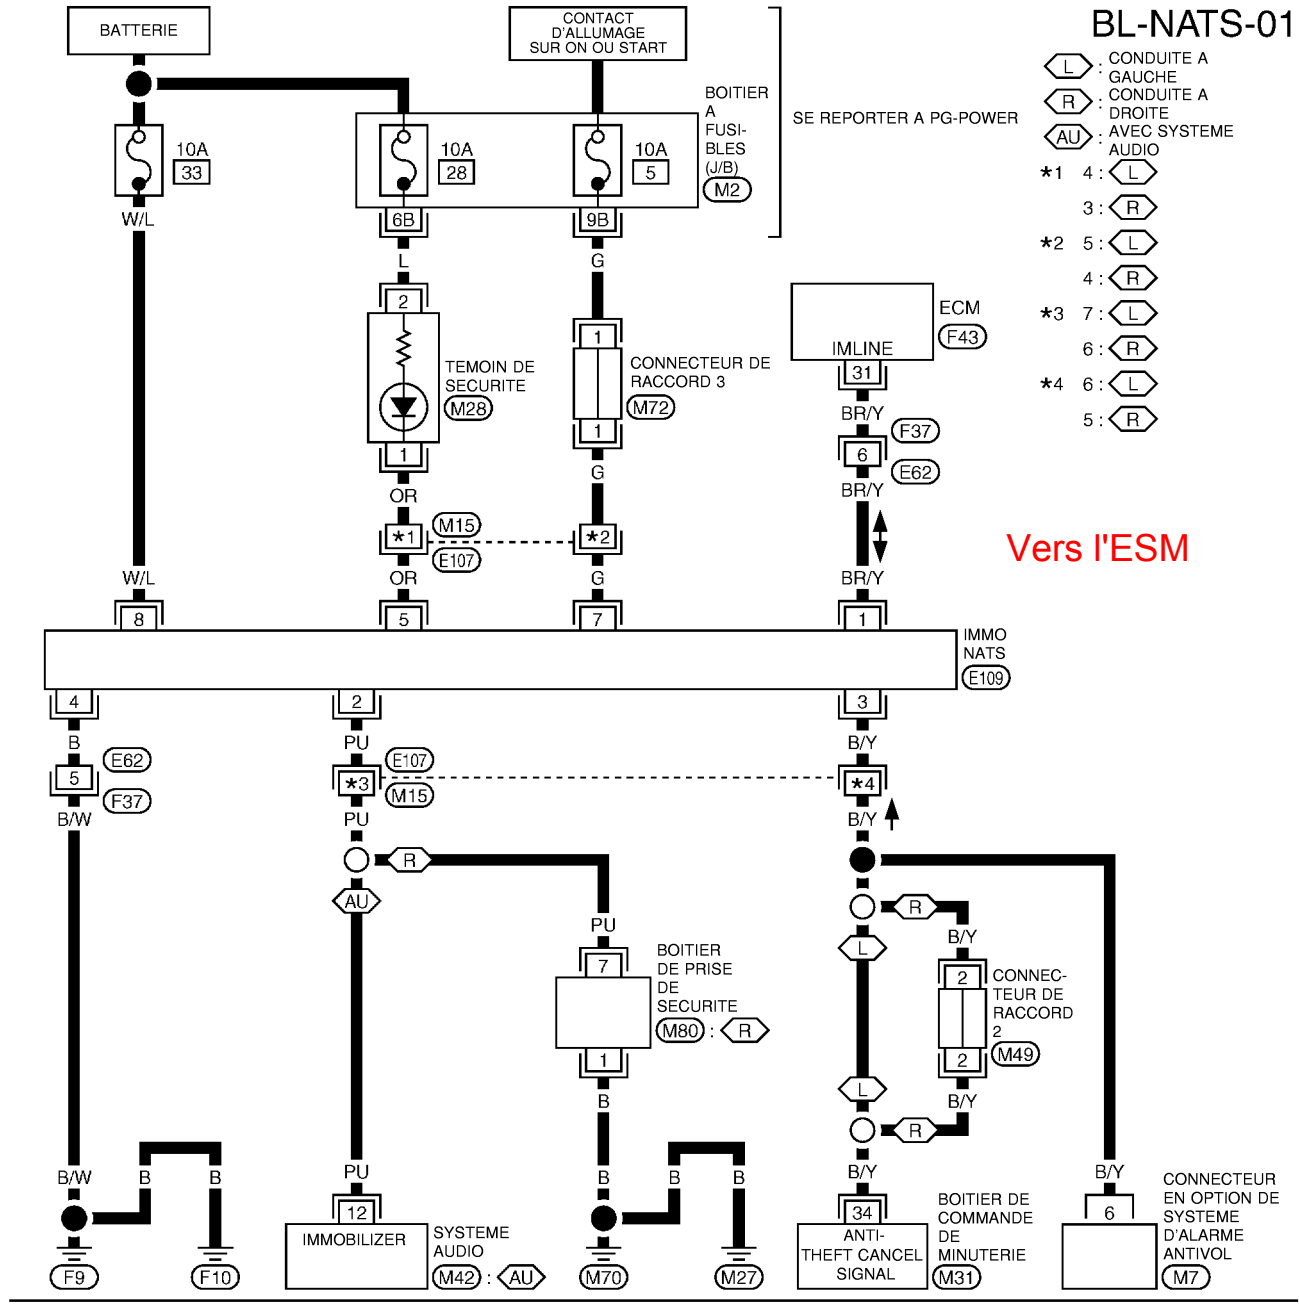 BL-NATS-01
BATTERIE
CONTACT
D'ALLUMAGE
SUR ON OU START
L : CONDUITE A
GAUCHE
R : CONDUITE A
DROITE
AU : AVEC SYSTEME
AUDIO
*1 4 : L
3 : R
*2 5 : L
4 : R
*3 7 : L
6 : R
*4 6 : L
5 : R
BOITIER
A
FUSI-
BLES
(J/B)
M2
SE REPORTER A PG-POWER
10A
33
10A
28
10A
5
W/L
6B
9B
L
G
2
1
TEMOIN DE
SECURITE
M28
CONNECTEUR DE
RACCORD 3
M72
IMLINE
ECM
F43
31
BR/Y
F37
6
E62
BR/Y
1
1
G
OR
*1
M15
E107
*2
Vers l'ESM
W/L
OR
G
BR/Y
8
5
7
1
IMMO
NATS
E109
4
2
3
B
PU
B/Y
E62
5
F37
E107
*3
M15
*4
B/W
PU
B/Y
R
AU
R
L
B/Y
PU
7
BOITIER
DE PRISE
DE
SECURITE
M80 : R
1
B
2
CONNEC-
TEUR DE
RACCORD
2
M49
2
B/Y
L
R
B/W
B
B
PU
B
B
B
B/Y
B/Y
12
IMMOBILIZER
SYSTEME
AUDIO
M42 : AU
34
ANTI-
THEFT CANCEL
SIGNAL
BOITIER DE
COMMANDE
DE
MINUTERIE
M31
6
CONNECTEUR
EN OPTION DE
SYSTEME
D'ALARME
ANTIVOL
M7
F9
F10
M70
M27